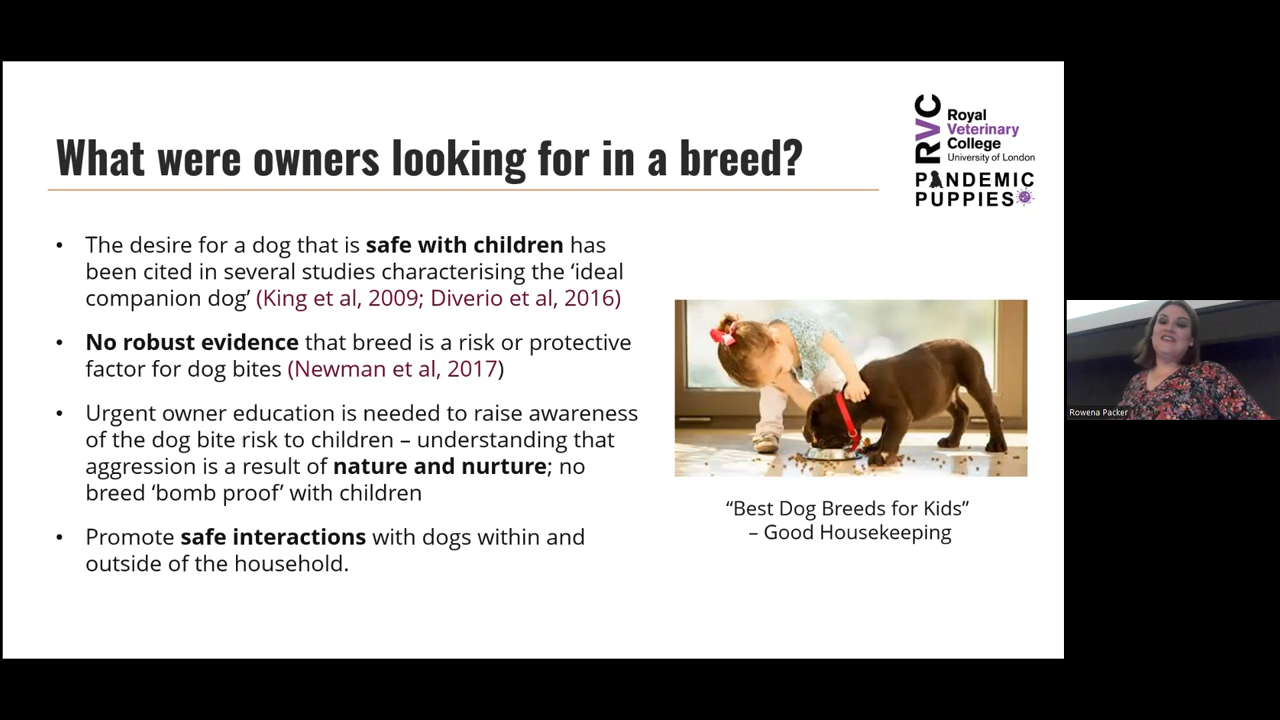 What were owners looking for in a breed?
RVC
Royal
Veterinary
College
University of London
PANDEMIC
PUPPIES
• The desire for a dog that is safe with children has
been cited in several studies characterising the ‘ideal
companion dog’ (King et al, 2009; Diverio et al, 2016)
• No robust evidence that breed is a risk or protective
factor for dog bites (Newman et al, 2017)
• Urgent owner education is needed to raise awareness
of the dog bite risk to children – understanding that
aggression is a result of nature and nurture; no
breed ‘bomb proof’ with children
• Promote safe interactions with dogs within and
outside of the household.
“Best Dog Breeds for Kids”
– Good Housekeeping
Rowena Packer